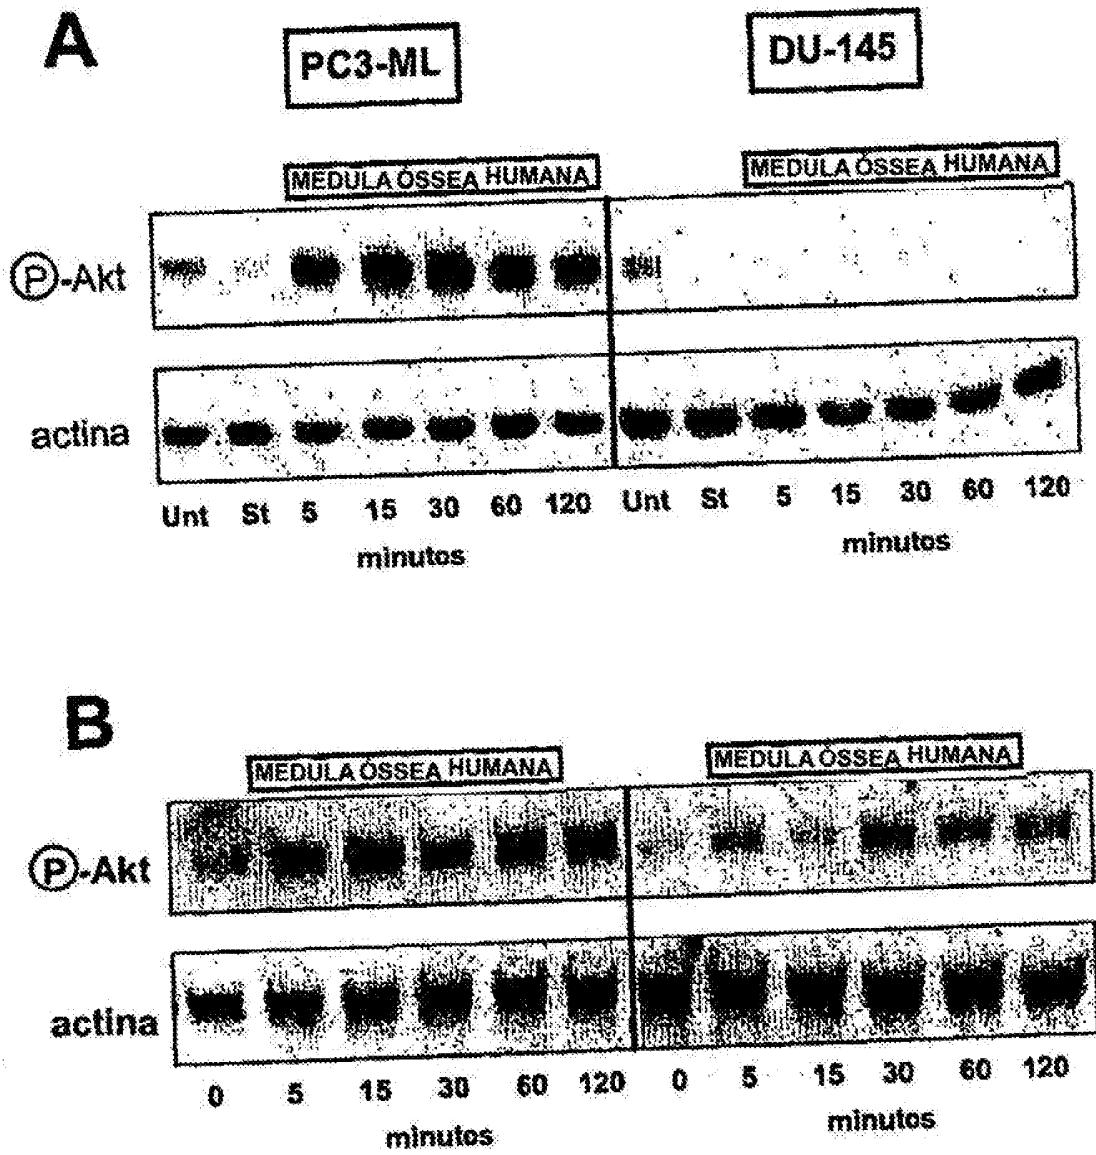 A
PC3-ML
DU-145
MEDULA ÓSSEA HUMANA
MEDULA ÓSSEA HUMANA
Ⓟ-Akt
actina
Unt St 5 15 30 60 120 Unt St 5 15 30 60 120
minutos
minutos
B
MEDULA ÓSSEA HUMANA
MEDULA ÓSSEA HUMANA
Ⓟ-Akt
actina
0 5 15 30 60 120 0 5 15 30 60 120
minutos
minutos